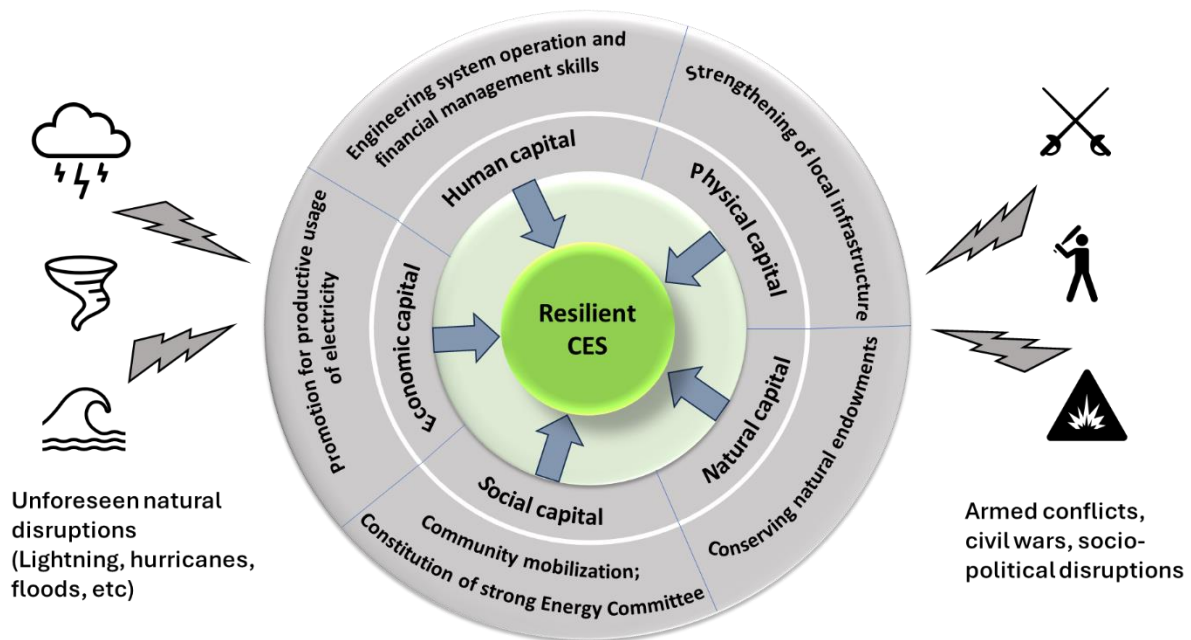 Engineering system operation and
financial management skills
Human capital
Strengthening of local infrastructure
Physical capital
Promotion for productive usage
of electricity
Economic capital
Resilient
CES
Natural capital
Conserving natural endowments
Social capital
Community mobilization;
Constitution of strong Energy Committee
Unforeseen natural
disruptions
(Lightning, hurricanes,
floods, etc)
Armed conflicts,
civil wars, socio-
political disruptions